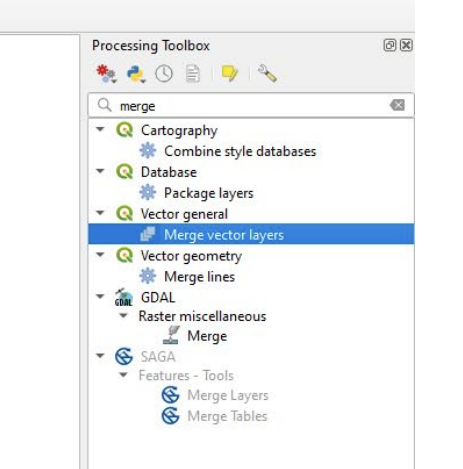 Processing Toolbox
merge
Cartography
Combine style databases
Database
Package layers
Vector general
Merge vector layers
Vector geometry
Merge lines
GDAL
GDAL
Raster miscellaneous
Merge
SAGA
Features - Tools
Merge Layers
Merge Tables